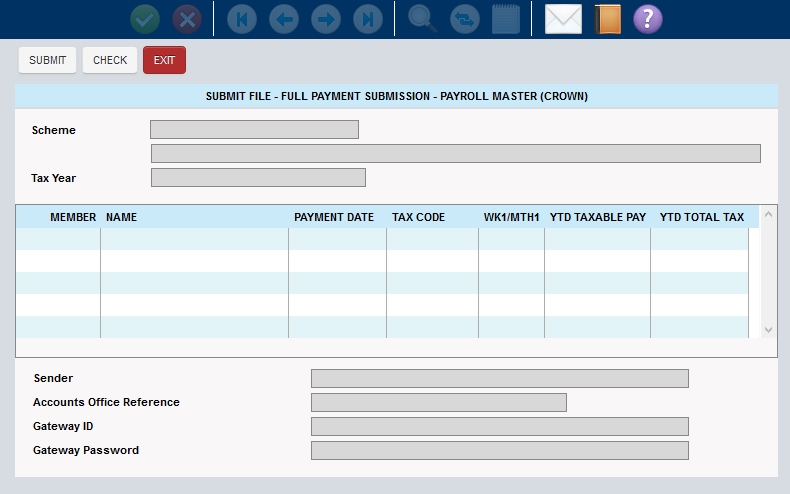 ?
SUBMIT CHECK EXIT
SUBMIT FILE - FULL PAYMENT SUBMISSION - PAYROLL MASTER (CROWN)
Scheme
Tax Year
MEMBER NAME PAYMENT DATE TAX CODE WK1/MTH1 YTD TAXABLE PAY YTD TOTAL TAX
Sender
Accounts Office Reference
Gateway ID
Gateway Password